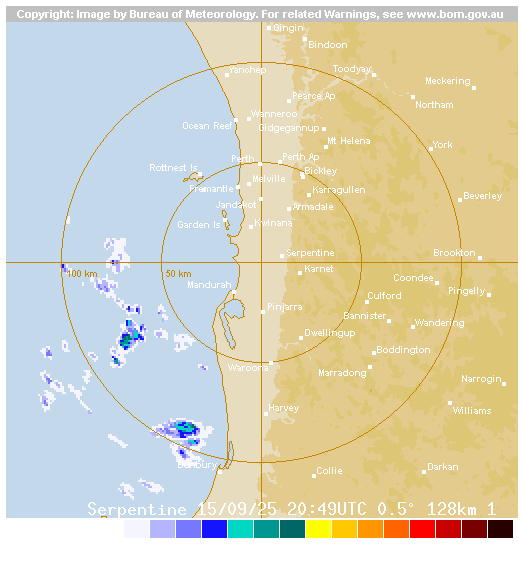 Copyright: Image by Bureau of Meteorology. For related Warnings, see www.bom.gov.au
Gingin
Bindoon
Yanchep
Toodyay
Meckering
Pearce Ap
Northam
Wanneroo
Ocean Reef
Gidgegannup
Mt Helena
York
Perth
Perth Ap
Rottnest Is
Bickley
Melville
Fremantle
Karragullen
Beverley
Jandakot
Armadale
Garden Is
Kwinana
Serpentine
Brookton
100 km
50 km
Karnet
Coondee
Mandurah
Cufford
Pingelly
Pinjarra
Bannister
Wandering
Dwellingup
Boddington
Waroona
Marradong
Narrogin
Harvey
Williams
Bunbury
Collie
Darkan
Serpentine 15/09/25 20:49UTC 0.5° 128km 1